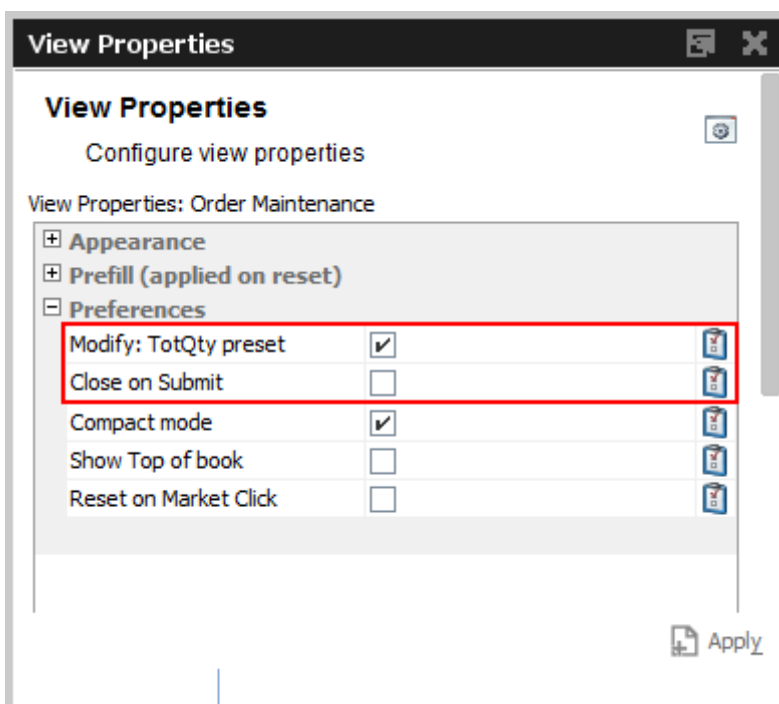 View Properties
View Properties
Configure view properties
View Properties: Order Maintenance
Appearance
Prefill (applied on reset)
Preferences
Modify: TotQty preset
Close on Submit
Compact mode
Show Top of book
Reset on Market Click
Apply